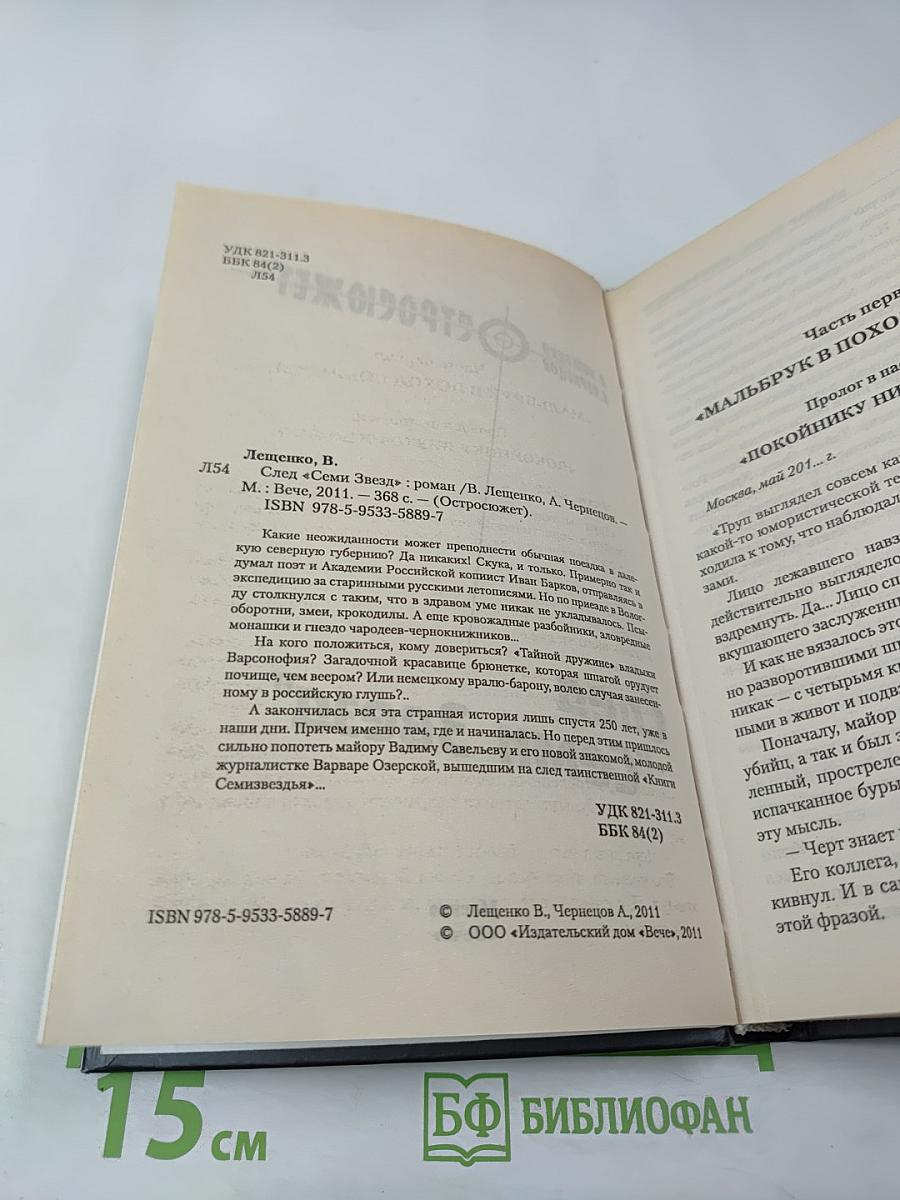 УДК 821-311.3
ББК 84(2)
Л54
Лещенко, В.
Л54 След «Семи Звезд» : роман /В. Лещенко, А. Чернецов. –
М. : Вече, 2011. — 368 с. — (Остросюжет).
ISBN 978-5-9533-5889-7
Какие неожиданности может преподнести обычная поездка в дале-
кую северную губернию? Да никаких! Скука, и только. Примерно так и
думал поэт и Академии Российской копиист Иван Барков, отправляясь в
экспедицию за старинными русскими летописями. Но по приезде в Волог-
ду столкнулся с таким, что в здравом уме никак не укладывалось. Псы-
оборотни, змеи, крокодилы. А еще кровожадные разбойники, зловредные
монашки и гнездо чародеев-чернокнижников...
На кого положиться, кому довериться? «Тайной дружине» владыки
Варсонофия? Загадочной красавице брюнетке, которая шпагой орудует
почище, чем веером? Или немецкому вралю-барону, волею случая занесен-
ному в российскую глушь?..
А закончилась вся эта странная история лишь спустя 250 лет, уже в
наши дни. Причем именно там, где и начиналась. Но перед этим пришлось
сильно попотеть майору Вадиму Савельеву и его новой знакомой, молодой
журналистке Варваре Озерской, вышедшим на след таинственной «Книги
Семизвездья»...
УДК 821-311.3
ББК 84(2)
ISBN 978-5-9533-5889-7
© Лещенко В., Чернецов А., 2011
© ООО «Издательский дом «Вече», 2011
Часть перв
«МАЛЬБРУК В ПОХО
Пролог в нас
«ПОКОЙНИКУ НИ
Москва, май 201... г.
«Труп выглядел совсем ка
какой-то юмористической те
ходила к тому, что наблюдал
зами.
Лицо лежавшего навз
действительно выглядело
вздремнуть. Да... Лицо сп
вкушающего заслуженны
И как не вязалось это
но разворотившими ш
никак – с четырьмя к
ными в живот и подв
Поначалу, майор
убийц, а так и был з
ленный, простреле
испачканное буры
эту мысль.
– Черт знает ч
Его коллега,
кивнул. И в са
этой фразой.
15 см
БФ БИБЛИОФАН